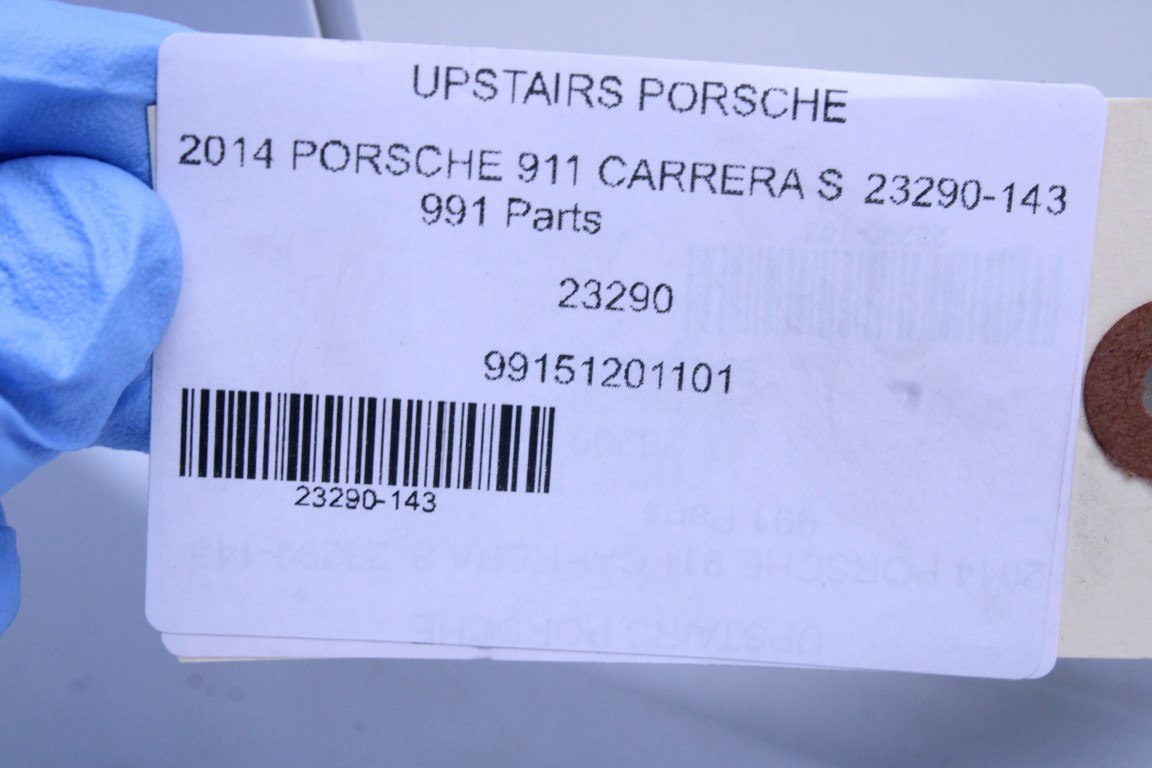 UPSTAIRS PORSCHE
2014 PORSCHE 911 CARRERA S 23290-143
991 Parts
23290
99151201101
23290-143